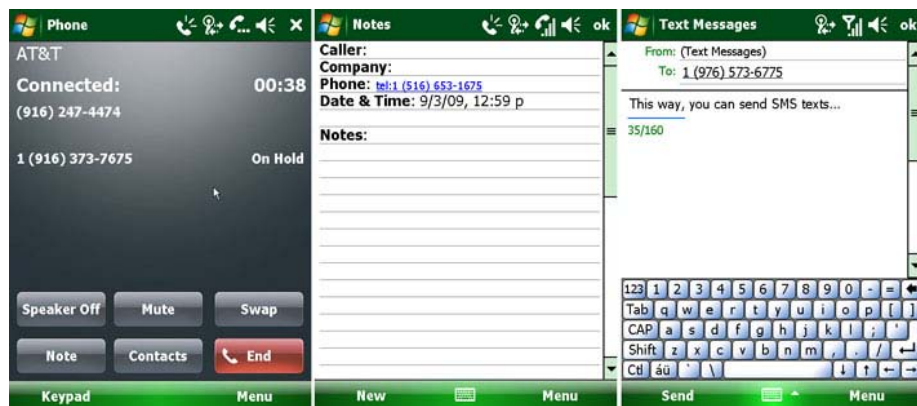 Phone
AT&T
Connected: 00:38
(916) 247-4474
1 (916) 373-7675 On Hold
Speaker Off Mute Swap
Note Contacts End
Keypad Menu
Notes ok
Caller:
Company:
Phone: tel:1 (516) 653-1675
Date & Time: 9/3/09, 12:59 p
Notes:
New Menu
Text Messages ok
From: (Text Messages)
To: 1 (976) 573-6775
This way, you can send SMS texts...
35/160
123 1 2 3 4 5 6 7 8 9 0 - =
Tab q w e r t y u i o p [ ]
CAP a s d f g h j k l ; '
Shift z x c v b n m , . /
Ctl áü ` \
Send Menu